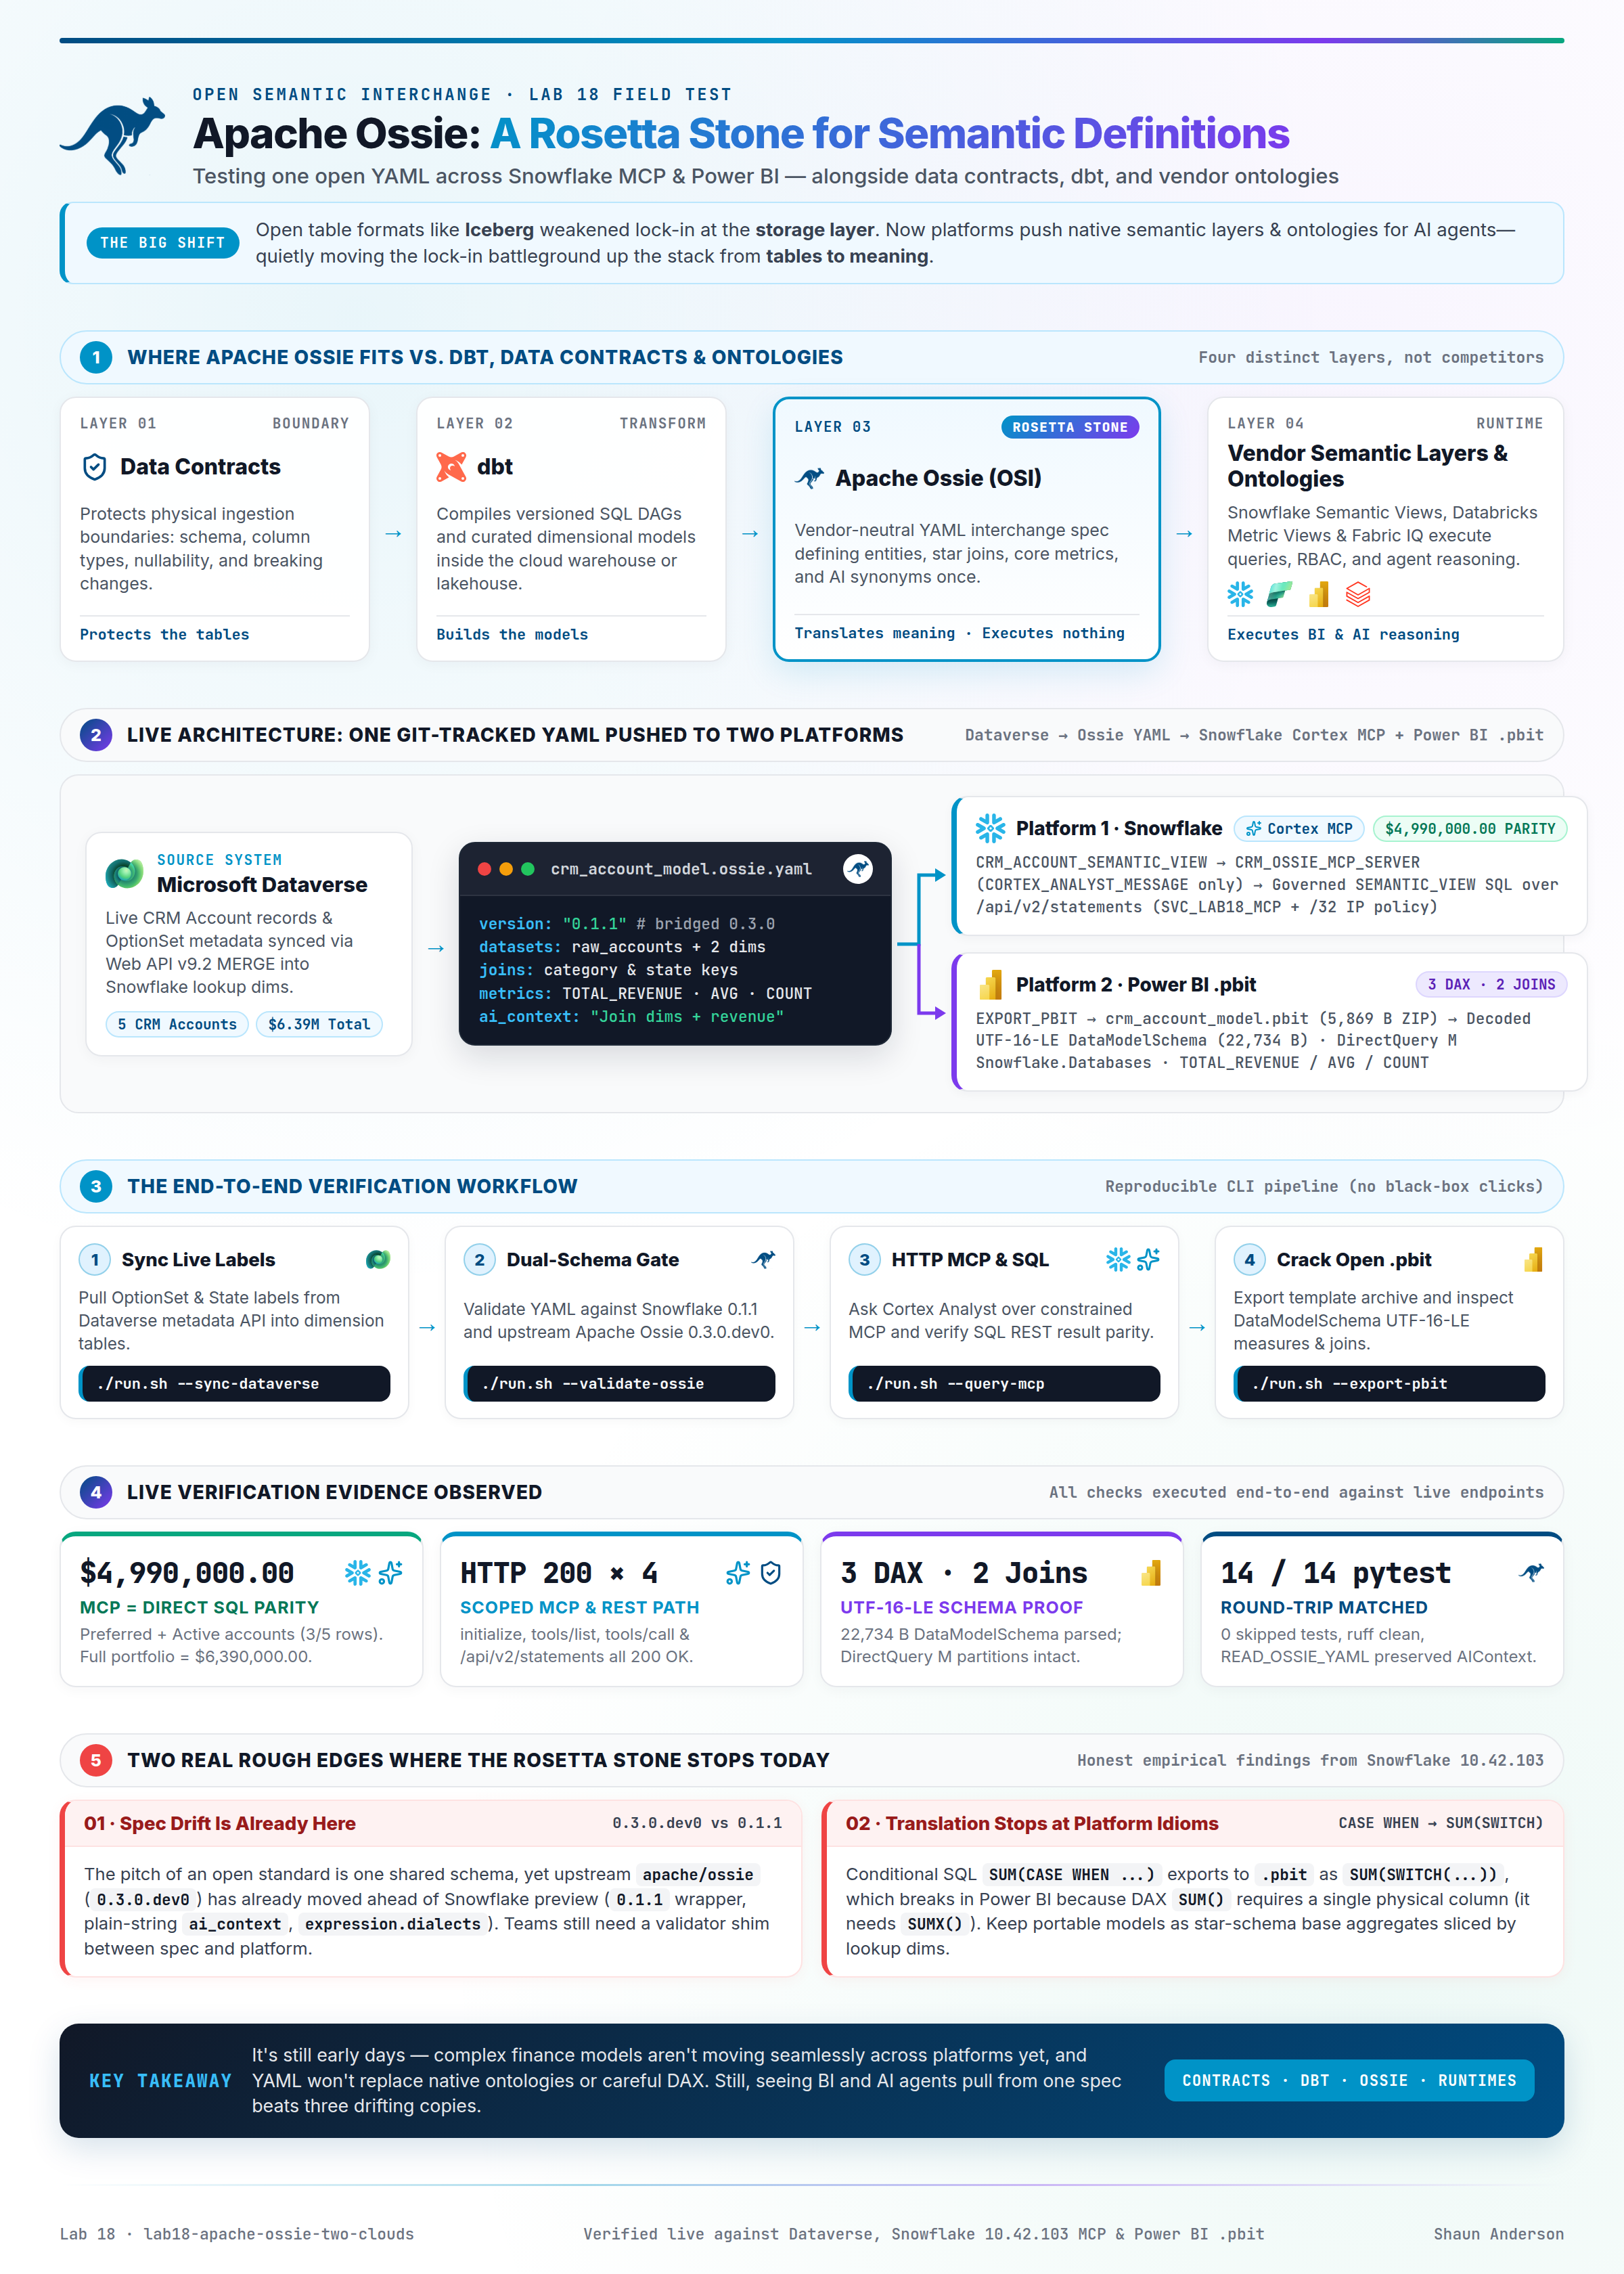 OPEN SEMANTIC INTERCHANGE · LAB 18 FIELD TEST
Apache Ossie: A Rosetta Stone for Semantic Definitions
Testing one open YAML across Snowflake MCP & Power BI — alongside data contracts, dbt, and vendor ontologies
THE BIG SHIFT
Open table formats like Iceberg weakened lock-in at the storage layer. Now platforms push native semantic layers & ontologies for AI agents—
quietly moving the lock-in battleground up the stack from tables to meaning.
1 WHERE APACHE OSSIE FITS VS. DBT, DATA CONTRACTS & ONTOLOGIES
Four distinct layers, not competitors
LAYER 01 BOUNDARY
Data Contracts
Protects physical ingestion
boundaries: schema, column
types, nullability, and breaking
changes.
Protects the tables
→
LAYER 02 TRANSFORM
dbt
Compiles versioned SQL DAGs
and curated dimensional models
inside the cloud warehouse or
lakehouse.
Builds the models
→
LAYER 03 ROSETTA STONE
Apache Ossie (OSI)
Vendor-neutral YAML interchange spec
defining entities, star joins, core metrics,
and AI synonyms once.
Translates meaning · Executes nothing
→
LAYER 04 RUNTIME
Vendor Semantic Layers &
Ontologies
Snowflake Semantic Views, Databricks
Metric Views & Fabric IQ execute
queries, RBAC, and agent reasoning.
Executes BI & AI reasoning
2 LIVE ARCHITECTURE: ONE GIT-TRACKED YAML PUSHED TO TWO PLATFORMS
Dataverse → Ossie YAML → Snowflake Cortex MCP + Power BI .pbit
SOURCE SYSTEM
Microsoft Dataverse
Live CRM Account records &
OptionSet metadata synced via
Web API v9.2 MERGE into
Snowflake lookup dims.
5 CRM Accounts $6.39M Total
→
crm_account_model.ossie.yaml
version: "0.1.1" # bridged 0.3.0
datasets: raw_accounts + 2 dims
joins: category & state keys
metrics: TOTAL_REVENUE · AVG · COUNT
ai_context: "Join dims + revenue"
Platform 1 · Snowflake Cortex MCP $4,990,000.00 PARITY
CRM_ACCOUNT_SEMANTIC_VIEW → CRM_OSSIE_MCP_SERVER
(CORTEX_ANALYST_MESSAGE only) → Governed SEMANTIC_VIEW SQL over
/api/v2/statements (SVC_LAB18_MCP + /32 IP policy)
Platform 2 · Power BI .pbit 3 DAX · 2 JOINS
EXPORT_PBIT → crm_account_model.pbit (5,869 B ZIP) → Decoded
UTF-16-LE DataModelSchema (22,734 B) · DirectQuery M
Snowflake.Databases · TOTAL_REVENUE / AVG / COUNT
3 THE END-TO-END VERIFICATION WORKFLOW
Reproducible CLI pipeline (no black-box clicks)
1 Sync Live Labels
Pull OptionSet & State labels from
Dataverse metadata API into dimension
tables.
./run.sh --sync-dataverse
→
2 Dual-Schema Gate
Validate YAML against Snowflake 0.1.1
and upstream Apache Ossie 0.3.0.dev0.
./run.sh --validate-ossie
→
3 HTTP MCP & SQL
Ask Cortex Analyst over constrained
MCP and verify SQL REST result parity.
./run.sh --query-mcp
→
4 Crack Open .pbit
Export template archive and inspect
DataModelSchema UTF-16-LE
measures & joins.
./run.sh --export-pbit
4 LIVE VERIFICATION EVIDENCE OBSERVED
All checks executed end-to-end against live endpoints
$4,990,000.00
MCP = DIRECT SQL PARITY
Preferred + Active accounts (3/5 rows).
Full portfolio = $6,390,000.00.
HTTP 200 × 4
SCOPED MCP & REST PATH
initialize, tools/list, tools/call &
/api/v2/statements all 200 OK.
3 DAX · 2 Joins
UTF-16-LE SCHEMA PROOF
22,734 B DataModelSchema parsed;
DirectQuery M partitions intact.
14 / 14 pytest
ROUND-TRIP MATCHED
0 skipped tests, ruff clean,
READ_OSSIE_YAML preserved AIContext.
5 TWO REAL ROUGH EDGES WHERE THE ROSETTA STONE STOPS TODAY
Honest empirical findings from Snowflake 10.42.103
01 · Spec Drift Is Already Here 0.3.0.dev0 vs 0.1.1
The pitch of an open standard is one shared schema, yet upstream apache/ossie
( 0.3.0.dev0 ) has already moved ahead of Snowflake preview ( 0.1.1 wrapper,
plain-string ai_context , expression.dialects ). Teams still need a validator shim
between spec and platform.
02 · Translation Stops at Platform Idioms CASE WHEN → SUM(SWITCH)
Conditional SQL SUM(CASE WHEN ...) exports to .pbit as SUM(SWITCH(...)) ,
which breaks in Power BI because DAX SUM() requires a single physical column (it
needs SUMX() ). Keep portable models as star-schema base aggregates sliced by
lookup dims.
KEY TAKEAWAY
It's still early days — complex finance models aren't moving seamlessly across platforms yet, and
YAML won't replace native ontologies or careful DAX. Still, seeing BI and AI agents pull from one spec
beats three drifting copies.
CONTRACTS · DBT · OSSIE · RUNTIMES
Lab 18 · lab18-apache-ossie-two-clouds
Verified live against Dataverse, Snowflake 10.42.103 MCP & Power BI .pbit
Shaun Anderson